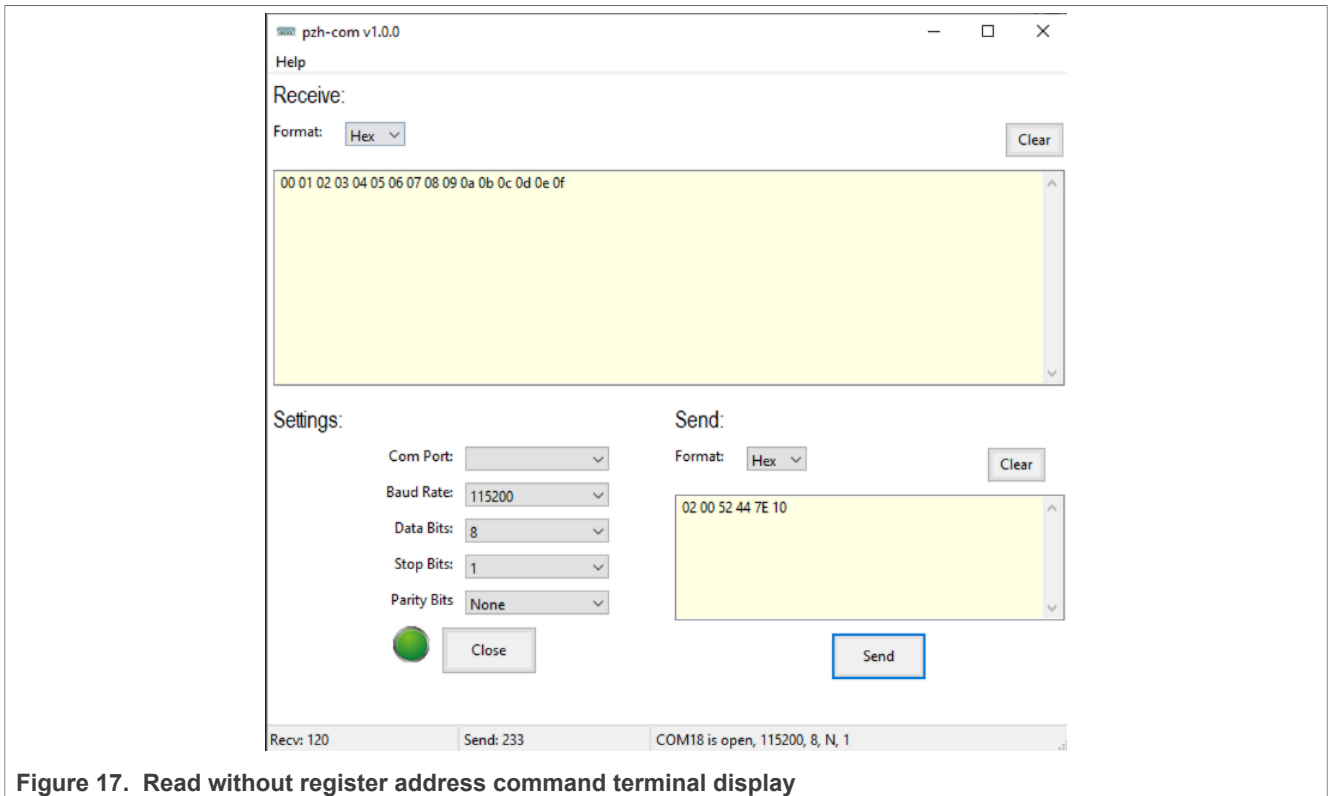 pzh-com v1.0.0
Help
Receive:
Format: Hex
Clear
00 01 02 03 04 05 06 07 08 09 0a 0b 0c 0d 0e 0f
Settings:
Com Port:
Baud Rate: 115200
Data Bits: 8
Stop Bits: 1
Parity Bits None
Close
Send:
Format: Hex
Clear
02 00 52 44 7E 10
Send
Recv: 120 Send: 233 COM18 is open, 115200, 8, N, 1
Figure 17. Read without register address command terminal display